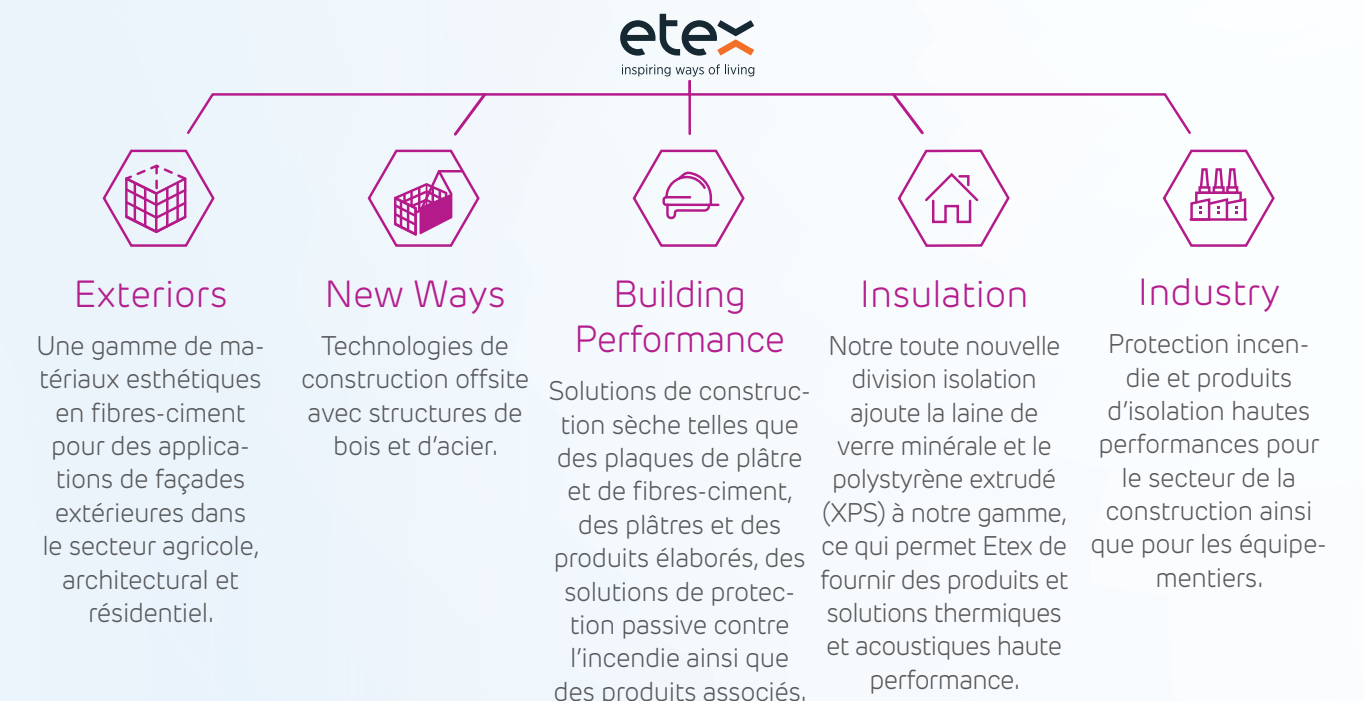 etex
inspiring ways of living
Exteriors
Une gamme de ma-
tériaux esthétiques
en fibres-ciment
pour des applica-
tions de façades
extérieures dans
le secteur agricole,
architectural et
résidentiel.
New Ways
Technologies de
construction offsite
avec structures de
bois et d'acier.
Building
Performance
Solutions de construc-
tion sèche telles que
des plaques de plâtre
et de fibres-ciment,
des plâtres et des
produits élaborés, des
solutions de protec-
tion passive contre
l'incendie ainsi que
des produits associés.
Insulation
Notre toute nouvelle
division isolation
ajoute la laine de
verre minérale et le
polystyrène extrudé
(XPS) à notre gamme,
ce qui permet Etex de
fournir des produits et
solutions thermiques
et acoustiques haute
performance.
Industry
Protection incen-
die et produits
d'isolation hautes
performances pour
le secteur de la
construction ainsi
que pour les équipe-
mentiers.